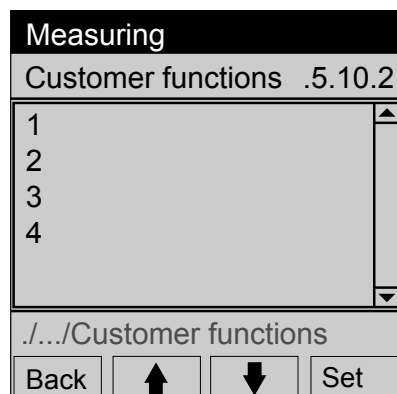 Measuring
Customer functions .5.10.2
1
2
3
4
./.../Customer functions
Back Set